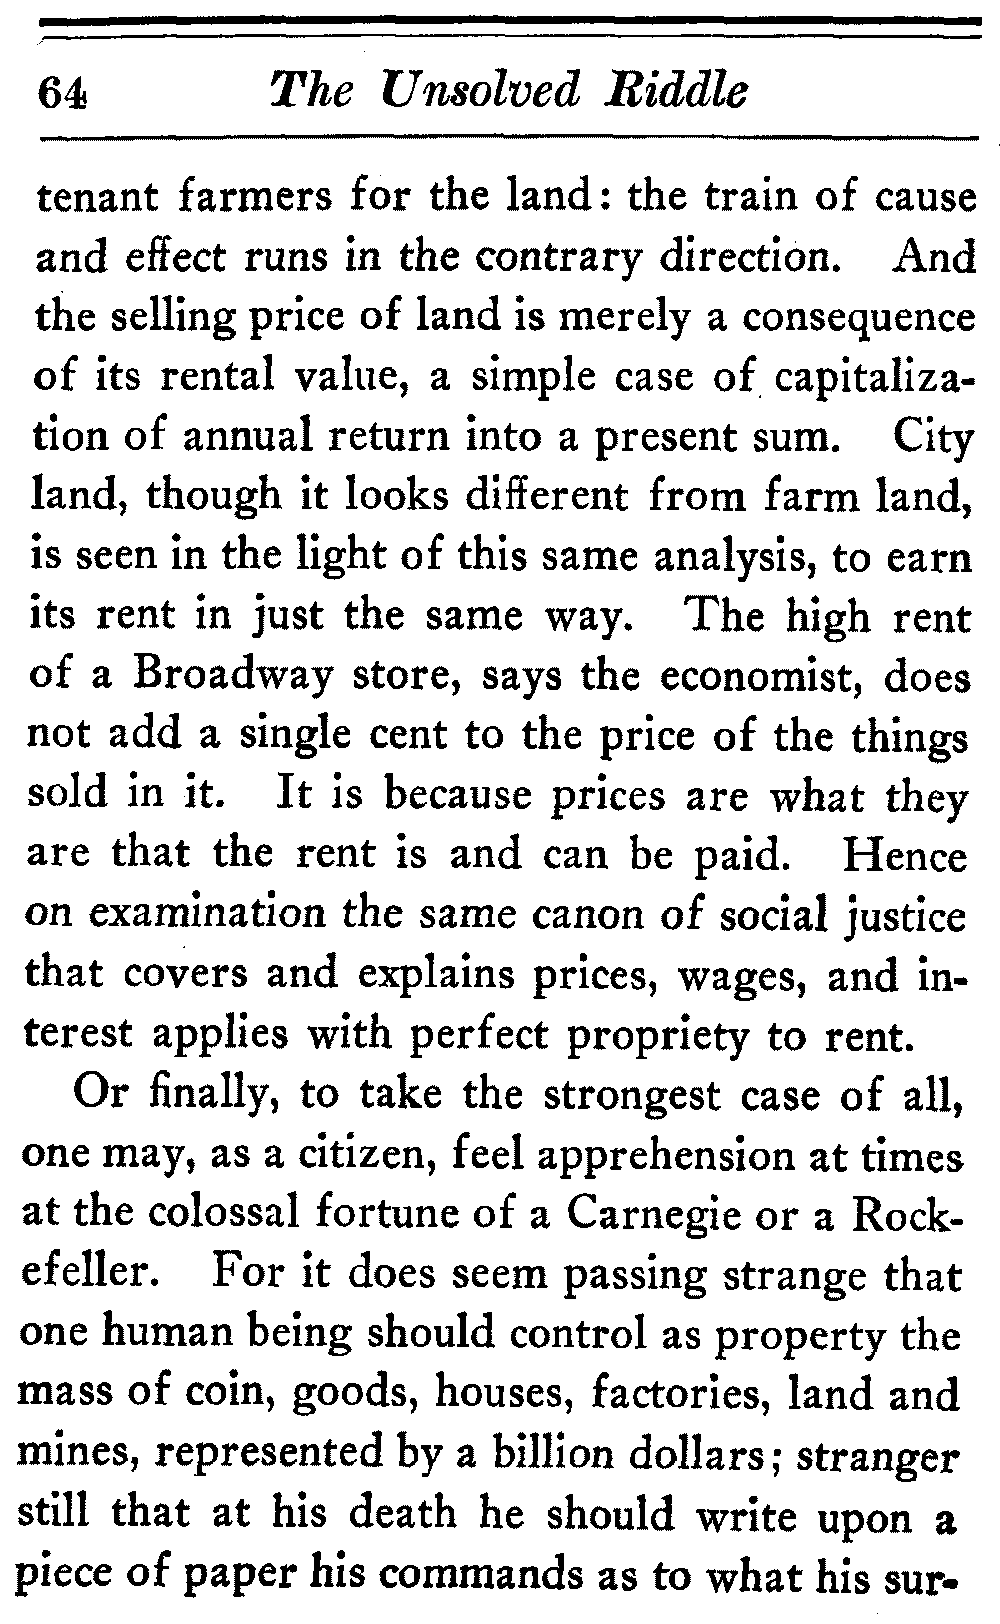 64 The Unsolved Riddle
tenant farmers for the land: the train of cause
and effect runs in the contrary direction. And
the selling price of land is merely a consequence
of its rental value, a simple case of capitaliza-
tion of annual return into a present sum. City
land, though it looks different from farm land,
is seen in the light of this same analysis, to earn
its rent in just the same way. The high rent
of a Broadway store, says the economist, does
not add a single cent to the price of the things
sold in it. It is because prices are what they
are that the rent is and can be paid. Hence
on examination the same canon of social justice
that covers and explains prices, wages, and in-
terest applies with perfect propriety to rent.
Or finally, to take the strongest case of all,
one may, as a citizen, feel apprehension at times
at the colossal fortune of a Carnegie or a Rock-
efeller. For it does seem passing strange that
one human being should control as property the
mass of coin, goods, houses, factories, land and
mines, represented by a billion dollars; stranger
still that at his death he should write upon a
piece of paper his commands as to what his sur-